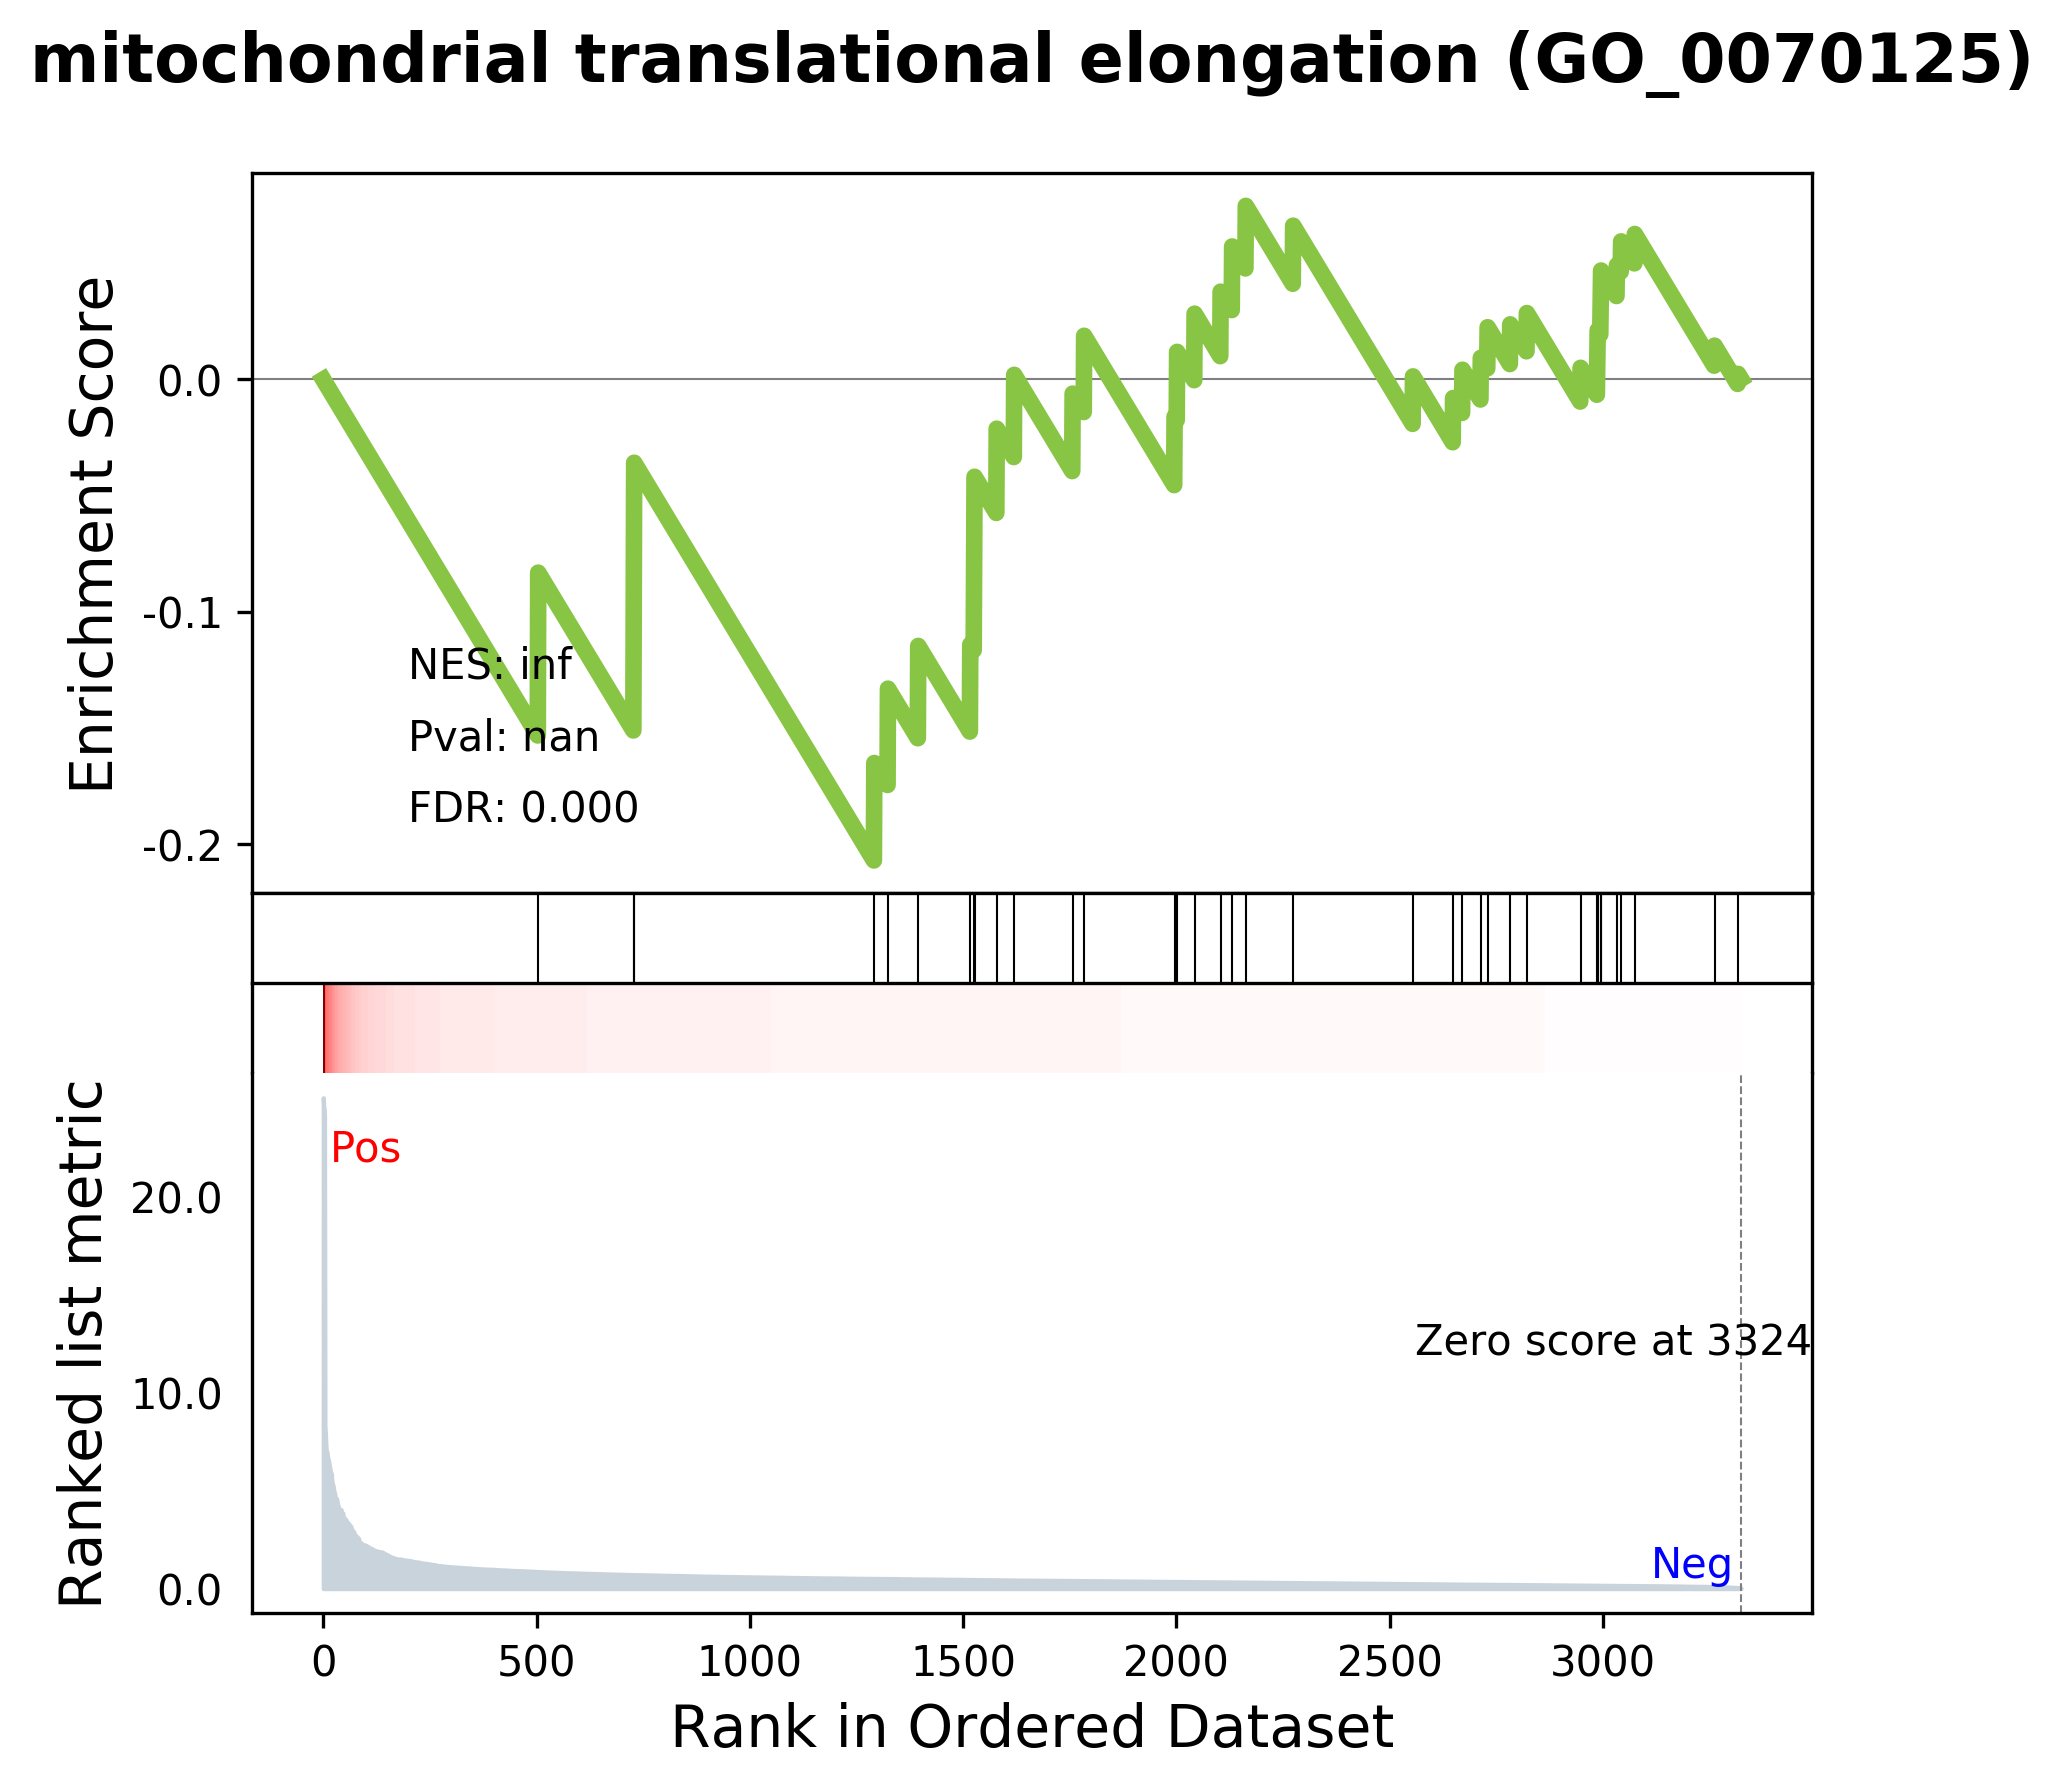 mitochondrial translational elongation (GO_0070125)
Enrichment Score
0.0
-0.1
-0.2
NES: inf
Pval: nan
FDR: 0.000
Ranked list metric
Pos
20.0
Zero score at 3324
10.0
Neg
0.0
0 500 1000 1500 2000 2500 3000
Rank in Ordered Dataset